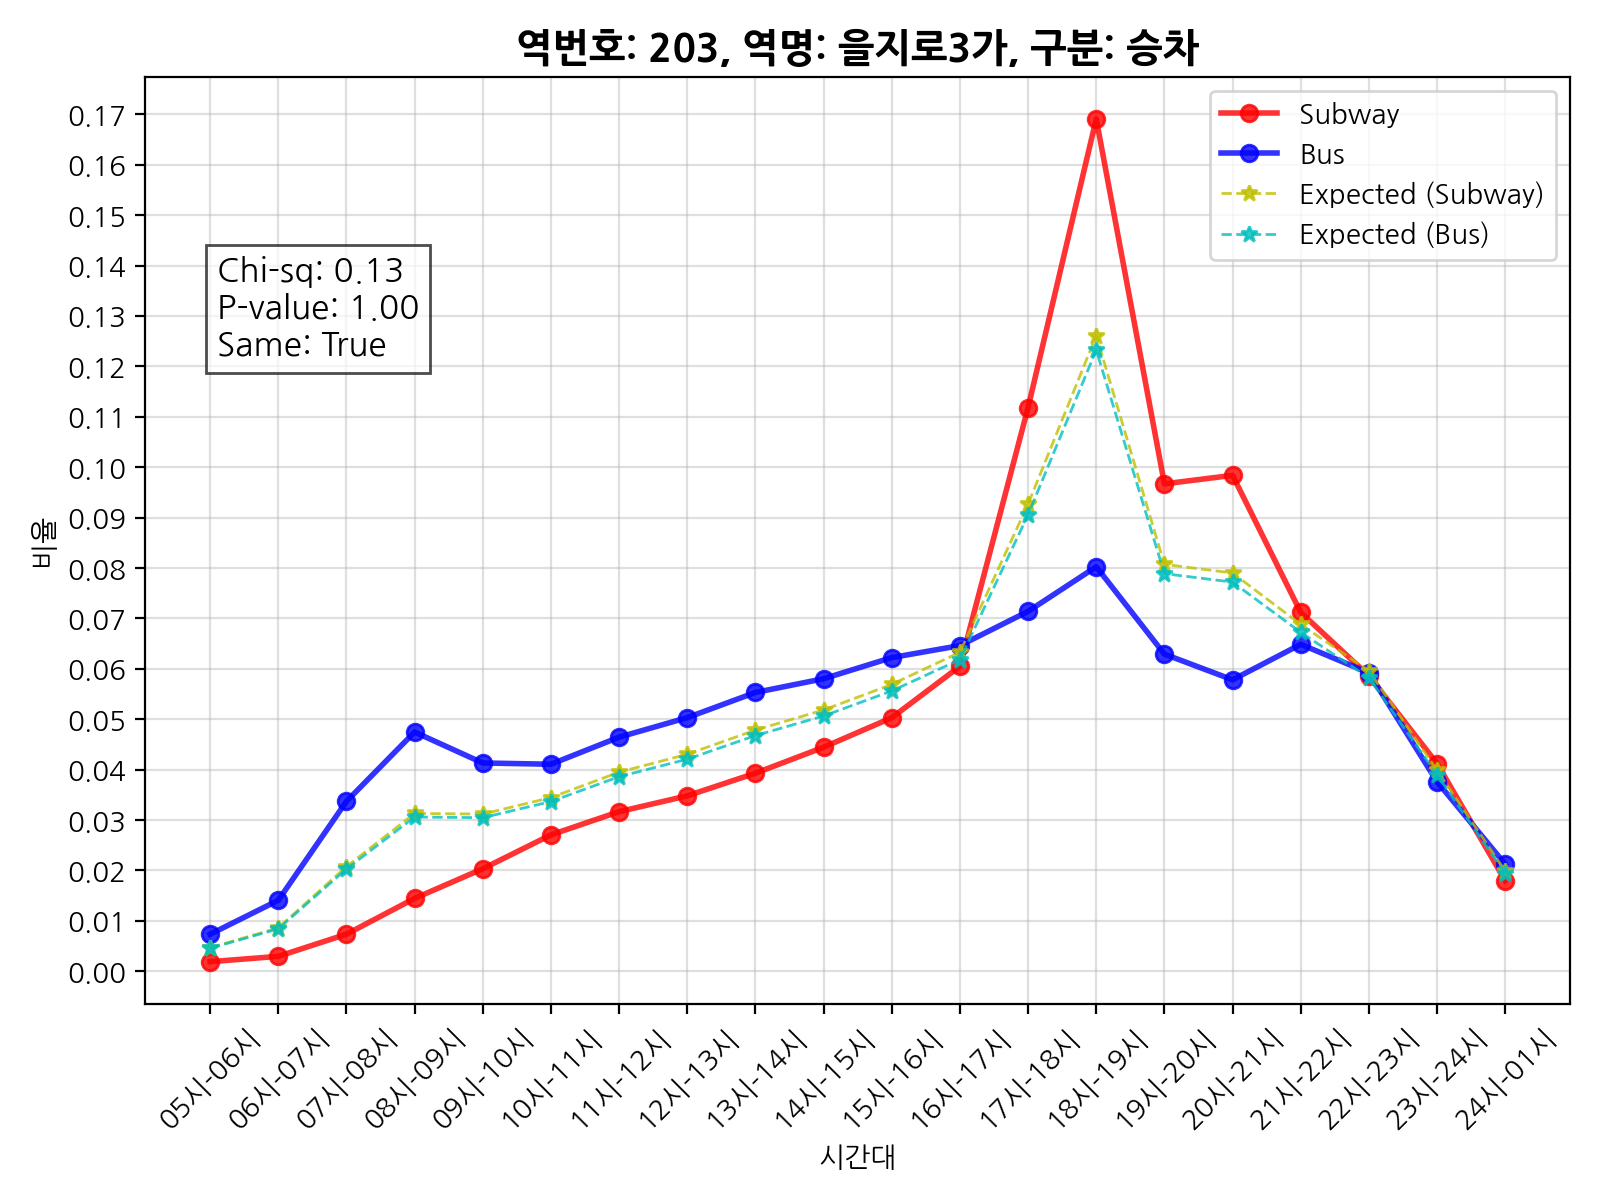 역번호: 203, 역명: 을지로3가, 구분: 승차
Subway
Bus
Expected (Subway)
Expected (Bus)
Chi-sq: 0.13
P-value: 1.00
Same: True
비율
0.17
0.16
0.15
0.14
0.13
0.12
0.11
0.10
0.09
0.08
0.07
0.06
0.05
0.04
0.03
0.02
0.01
0.00
05시-06시
06시-07시
07시-08시
08시-09시
09시-10시
10시-11시
11시-12시
12시-13시
13시-14시
14시-15시
15시-16시
16시-17시
17시-18시
18시-19시
19시-20시
20시-21시
21시-22시
22시-23시
23시-24시
24시-01시
시간대